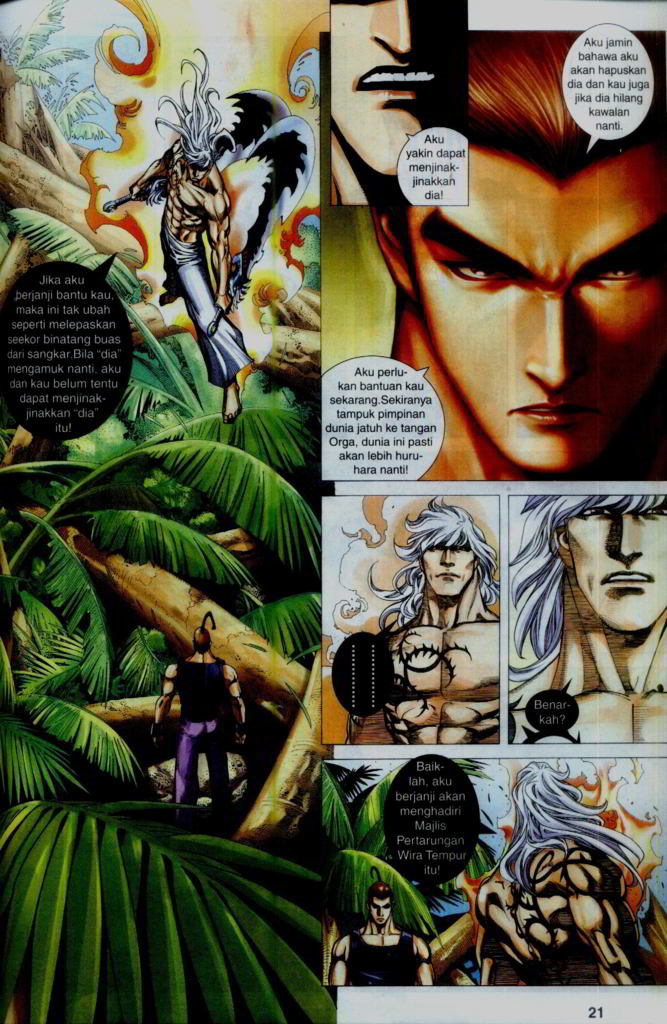 Jika aku
berjanji bantu kau,
maka ini tak ubah
seperti melepaskan
seekor binatang buas
dari sangkar.Bila "dia"
mengamuk nanti, aku
dan kau belum tentu
dapat menjinak-
jinakkan "dia"
itu!
Aku
yakin dapat
menjinak-
jinakkan
dia!
Aku jamin
bahawa aku
akan hapuskan
dia dan kau juga
jika dia hilang
kawalan
nanti.
Aku perlu-
kan bantuan kau
sekarang.Sekiranya
tampuk pimpinan
dunia jatuh ke tangan
Orga, dunia ini pasti
akan lebih huru-
hara nanti!
Benar-
kah?
Baik-
lah, aku
berjanji akan
menghadiri
Majlis
Pertarungan
Wira Tempur
itu!
21